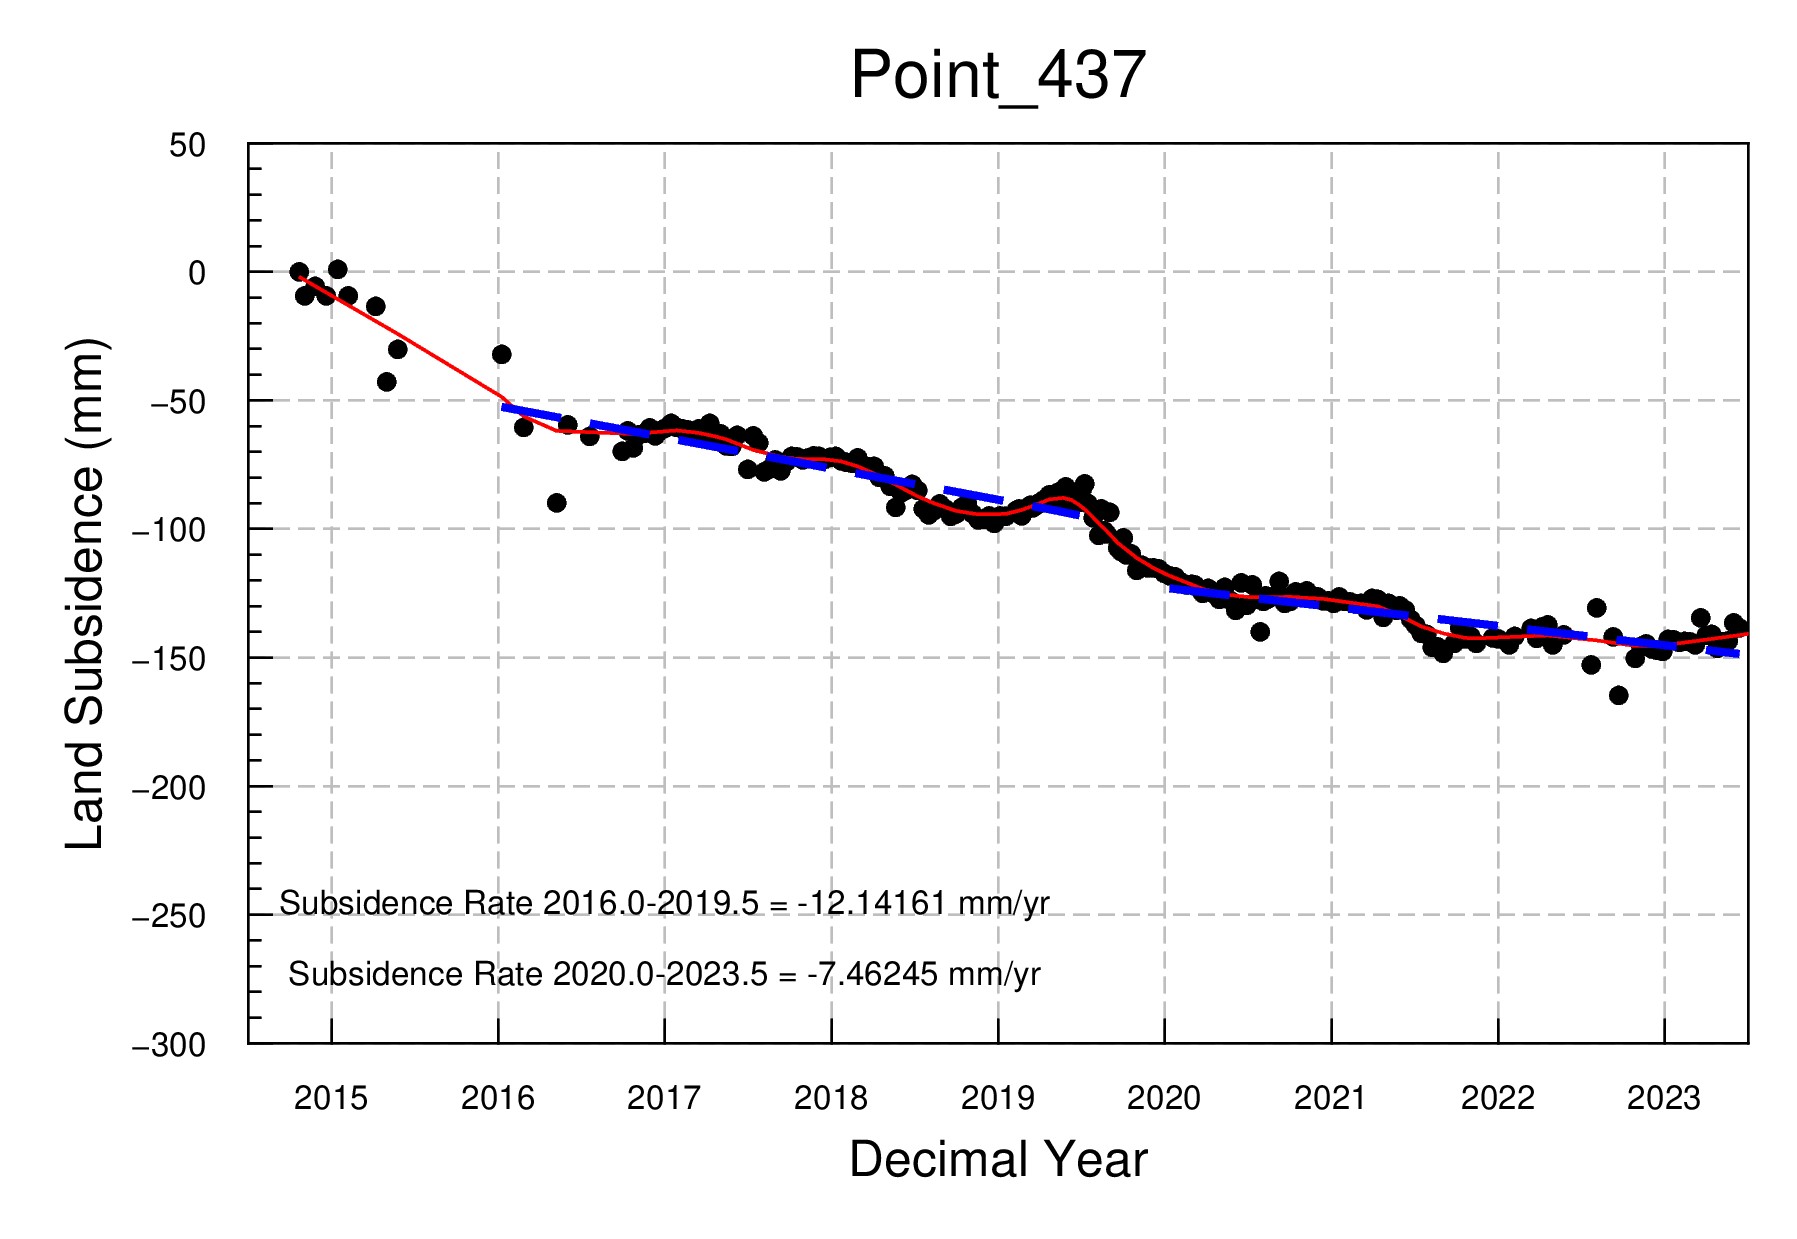 Point_437
50
0
−50
−100
−150
−200
−250
−300
Land Subsidence (mm)
Subsidence Rate 2016.0-2019.5 = -12.14161 mm/yr
Subsidence Rate 2020.0-2023.5 = -7.46245 mm/yr
2015 2016 2017 2018 2019 2020 2021 2022 2023
Decimal Year